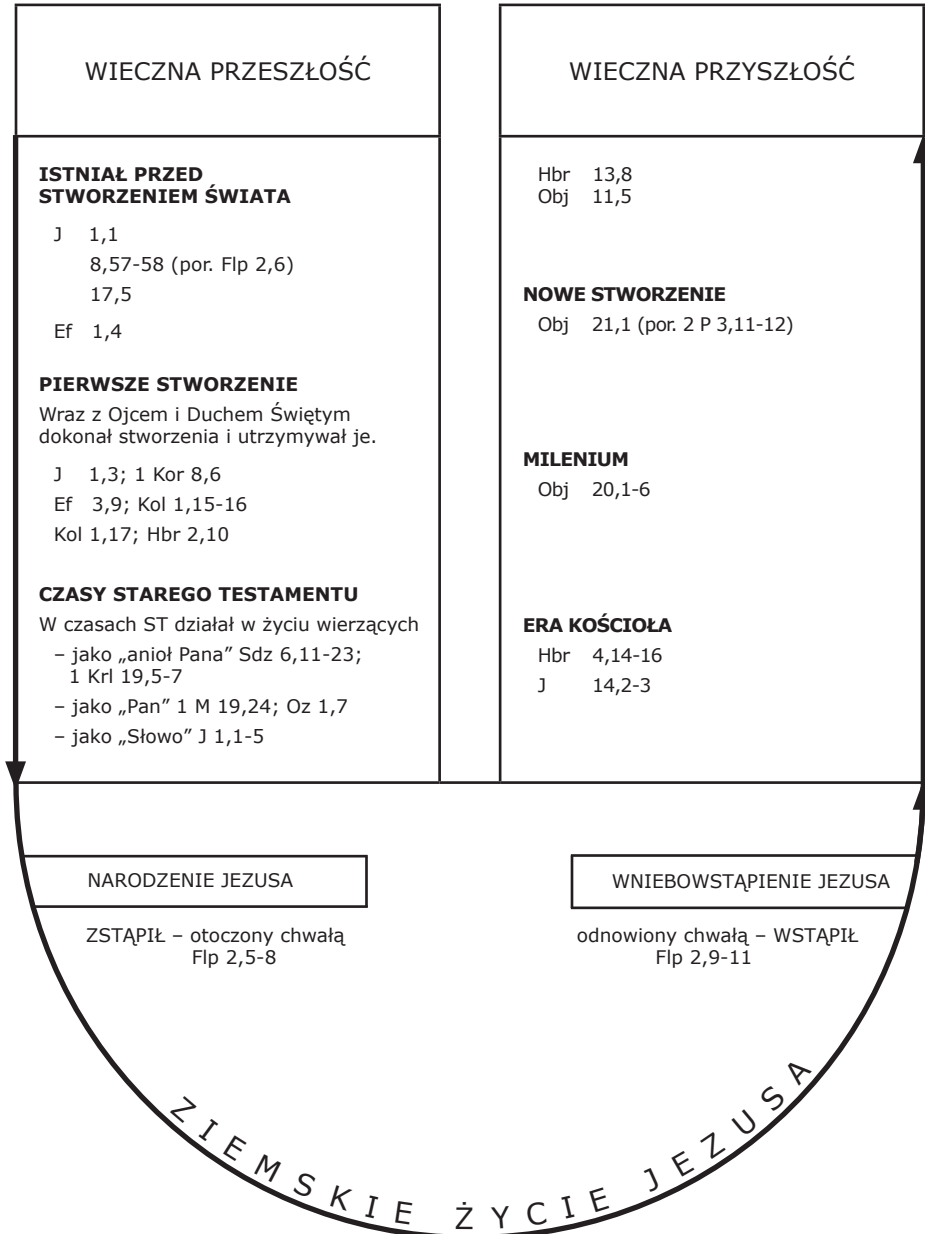 WIECZNA PRZESZŁOŚĆ
ISTNIAŁ PRZED
STWORZENIEM ŚWIATA
J 1,1
8,57-58 (por. Flp 2,6)
17,5
Ef 1,4
PIERWSZE STWORZENIE
Wraz z Ojcem i Duchem Świętym
dokonał stworzenia i utrzymywał je.
J 1,3; 1 Kor 8,6
Ef 3,9; Kol 1,15-16
Kol 1,17; Hbr 2,10
CZASY STAREGO TESTAMENTU
W czasach ST działał w życiu wierzących
– jako „anioł Pana” Sdz 6,11-23;
1 Krl 19,5-7
– jako „Pan” 1 M 19,24; Oz 1,7
– jako „Słowo” J 1,1-5
WIECZNA PRZYSZŁOŚĆ
Hbr 13,8
Obj 11,5
NOWE STWORZENIE
Obj 21,1 (por. 2 P 3,11-12)
MILENIUM
Obj 20,1-6
ERA KOŚCIOŁA
Hbr 4,14-16
J 14,2-3
NARODZENIE JEZUSA
ZSTĄPIŁ – otoczony chwałą
Flp 2,5-8
WNIEBOWSTĄPIENIE JEZUSA
odnowiony chwałą – WSTĄPIŁ
Flp 2,9-11
ZIEMSKIE ŻYCIE JEZUSA